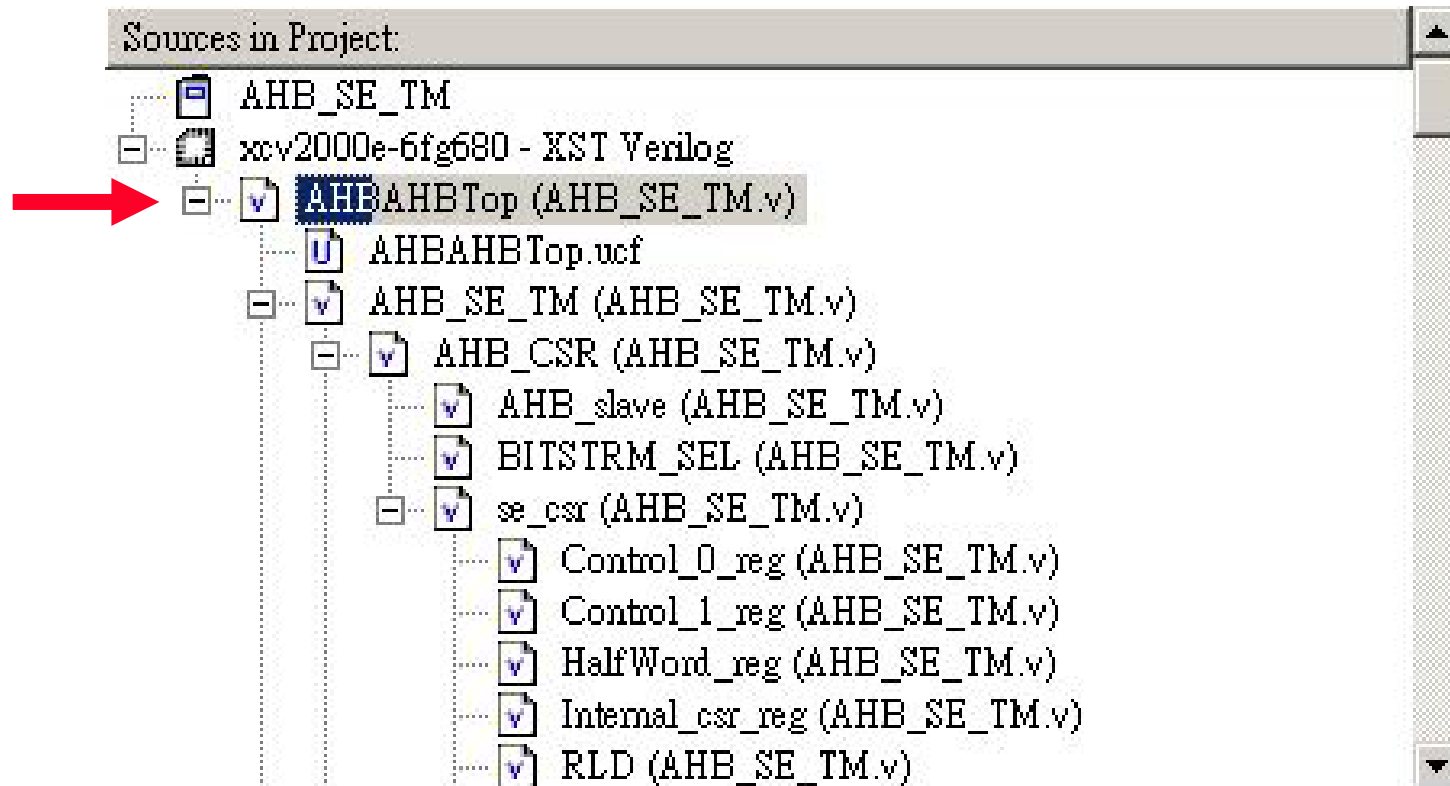 Sources in Project:
AHB_SE_TM
xcv2000e-6fg680 - XST Verilog
V AHBAHBTop (AHB_SE_TM.v)
U AHBAHBTop.ucf
V AHB_SE_TM (AHB_SE_TM.v)
V AHB_CSR (AHB_SE_TM.v)
V AHB_slave (AHB_SE_TM.v)
V BITSTRM_SEL (AHB_SE_TM.v)
V se_csr (AHB_SE_TM.v)
V Control_0_reg (AHB_SE_TM.v)
V Control_1_reg (AHB_SE_TM.v)
V HalfWord_reg (AHB_SE_TM.v)
V Internal_csr_reg (AHB_SE_TM.v)
V RLD (AHB_SE_TM.v)